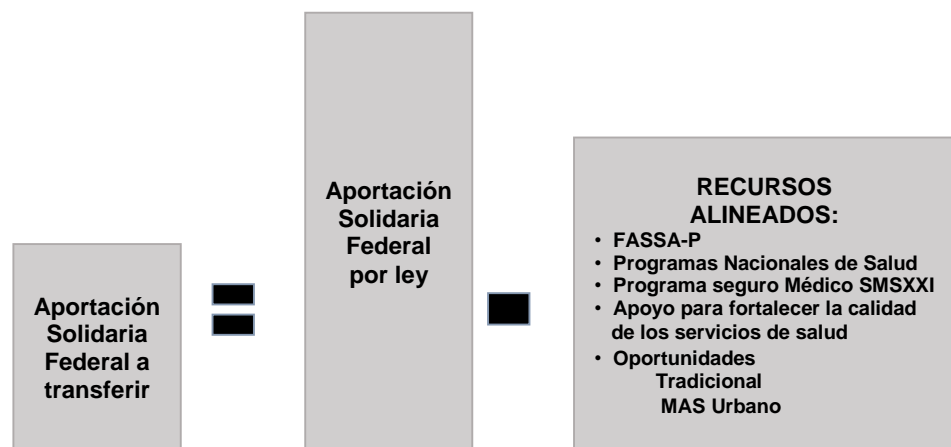 Aportación
Solidaria
Federal a
transferir
Aportación
Solidaria
Federal
por ley
RECURSOS
ALINEADOS:
• FASSA-P
• Programas Nacionales de Salud
• Programa seguro Médico SMSXXI
• Apoyo para fortalecer la calidad
de los servicios de salud
• Oportunidades
Tradicional
MAS Urbano